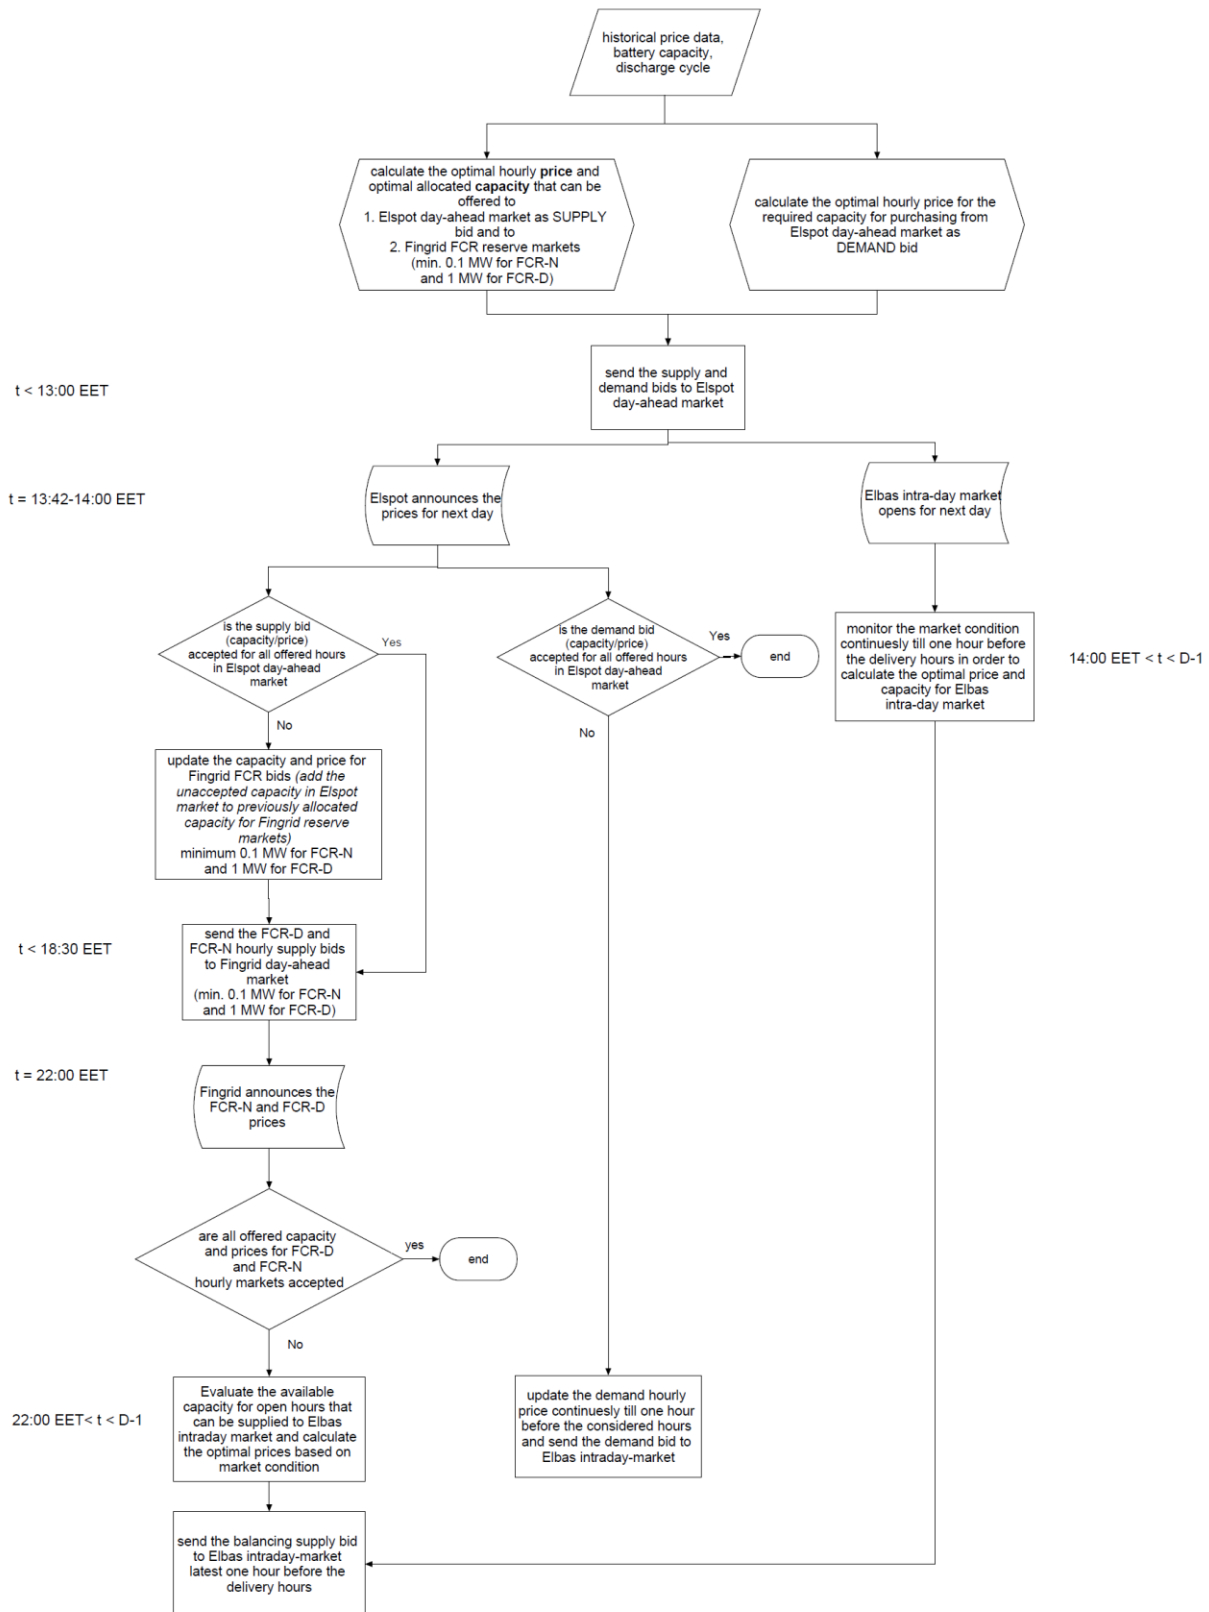 historical price data,
battery capacity,
discharge cycle
calculate the optimal hourly price and
optimal allocated capacity that can be
offered to
1. Elspot day-ahead market as SUPPLY
bid and to
2. Fingrid FCR reserve markets
(min. 0.1 MW for FCR-N
and 1 MW for FCR-D)
calculate the optimal hourly price for the
required capacity for purchasing from
Elspot day-ahead market as
DEMAND bid
t < 13:00 EET
send the supply and
demand bids to Elspot
day-ahead market
t = 13:42-14:00 EET
Elspot announces the
prices for next day
Elbas intra-day market
opens for next day
is the supply bid
(capacity/price)
accepted for all offered hours
in Elspot day-ahead
market
Yes
No
is the demand bid
(capacity/price)
accepted for all offered hours
in Elspot day-ahead
market
Yes
end
No
monitor the market condition
continuesly till one hour before
the delivery hours in order to
calculate the optimal price and
capacity for Elbas
intra-day market
14:00 EET < t < D-1
update the capacity and price for
Fingrid FCR bids (add the
unaccepted capacity in Elspot
market to previously allocated
capacity for Fingrid reserve
markets)
minimum 0.1 MW for FCR-N
and 1 MW for FCR-D
t < 18:30 EET
send the FCR-D and
FCR-N hourly supply bids
to Fingrid day-ahead
market
(min. 0.1 MW for FCR-N
and 1 MW for FCR-D)
t = 22:00 EET
Fingrid announces the
FCR-N and FCR-D
prices
are all offered capacity
and prices for FCR-D
and FCR-N
hourly markets accepted
yes
end
No
22:00 EET< t < D-1
Evaluate the available
capacity for open hours that
can be supplied to Elbas
intraday market and calculate
the optimal prices based on
market condition
update the demand hourly
price continuesly till one hour
before the considered hours
and send the demand bid to
Elbas intraday-market
send the balancing supply bid
to Elbas intraday-market
latest one hour before the
delivery hours